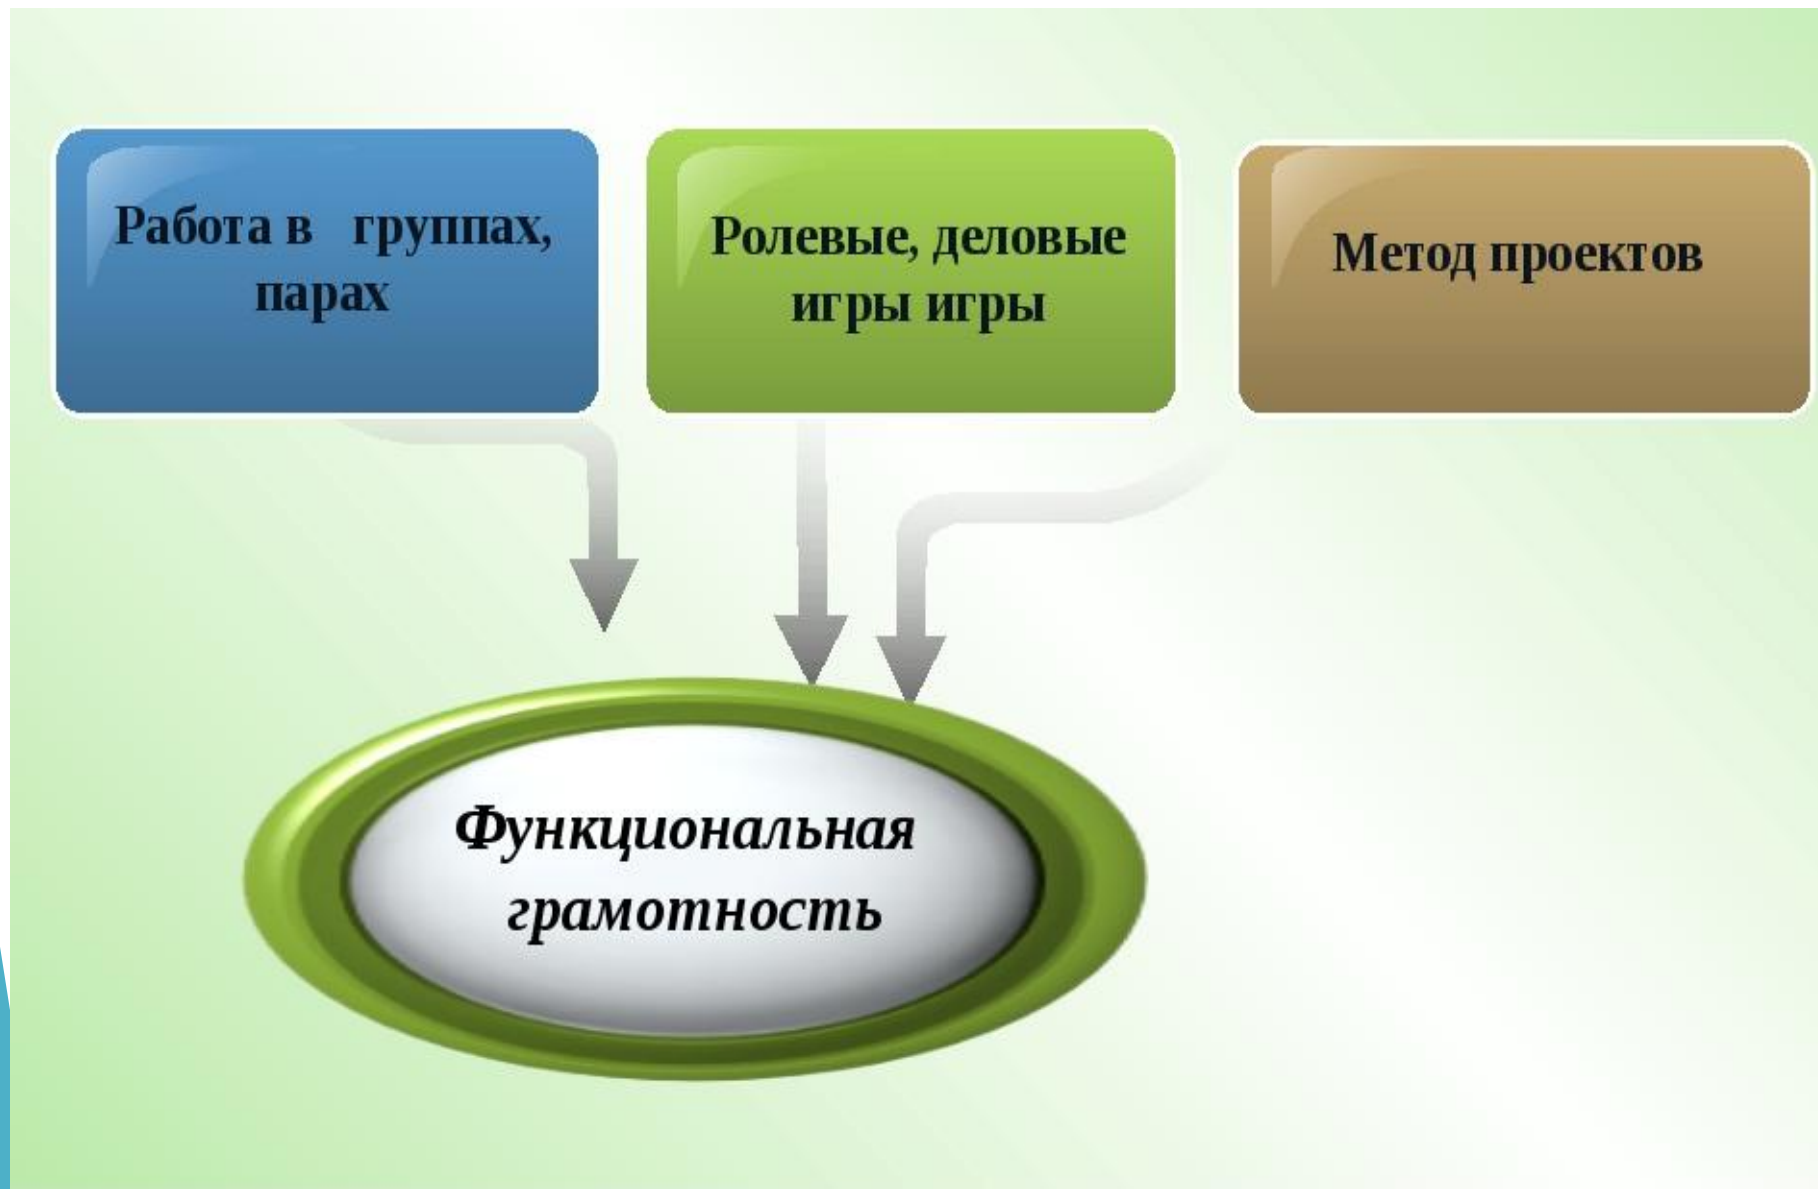 Работа в группах,
парах
Ролевые, деловые
игры игры
Метод проектов
Функциональная
грамотность